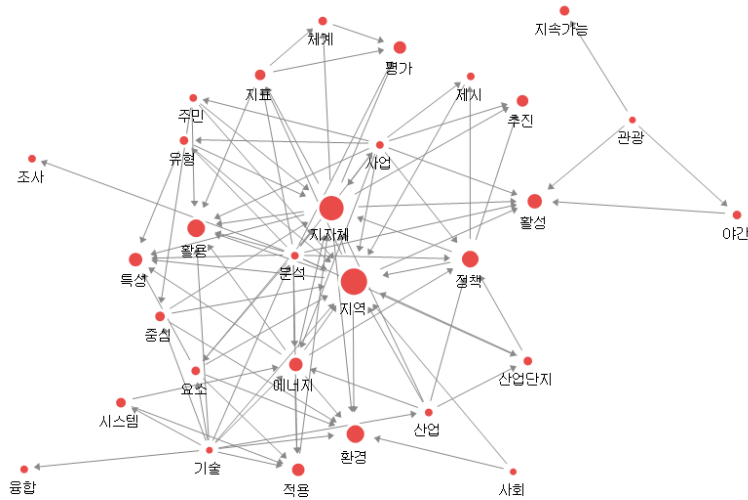 지속가능
체계
평가
지표
제시
주민
추진
관광
사업
유형
조사
활성
야간
지자체
활용
분석
특성
정책
지역
중심
산업단지
요소
에너지
시스템
산업
환경
기술
융합
적용
사회